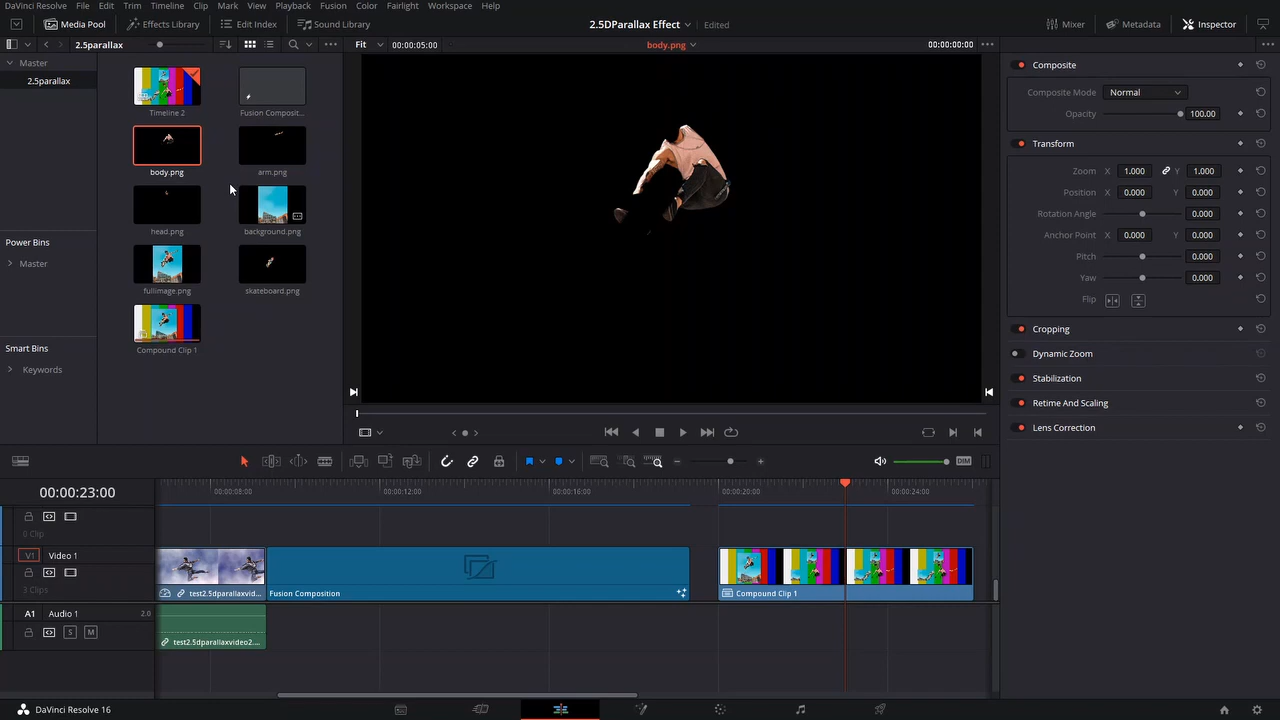 DaVinci Resolve File Edit Trim Timeline Clip Mark View Playback Fusion Color Fairlight Workspace Help
Media Pool Effects Library Edit Index Sound Library 2.5DParallax Effect Edited Mixer Metadata Inspector
2.5parallax Fit 00:00:05:00 body.png 00:00:00:00
Master
2.5parallax
Power Bins
Master
Smart Bins
Keywords
Timeline 2 Fusion Composit...
body.png arm.png
head.png background.png
fullimage.png skateboard.png
Compound Clip 1
Composite
Composite Mode Normal
Opacity 100.00
Transform
Zoom X 1.000 Y 1.000
Position X 0.000 Y 0.000
Rotation Angle 0.000
Anchor Point X 0.000 Y 0.000
Pitch 0.000
Yaw 0.000
Flip
Cropping
Dynamic Zoom
Stabilization
Retime And Scaling
Lens Correction
DIM
00:00:23:00 00:00:08:00 00:00:12:00 00:00:16:00 00:00:20:00 00:00:24:00
0 Clip
V1 Video 1
3 Clips
test2.5dparallaxvid... Fusion Composition Compound Clip 1
A1 Audio 1 2.0
S M
test2.5dparallaxvideo2....
DaVinci Resolve 16